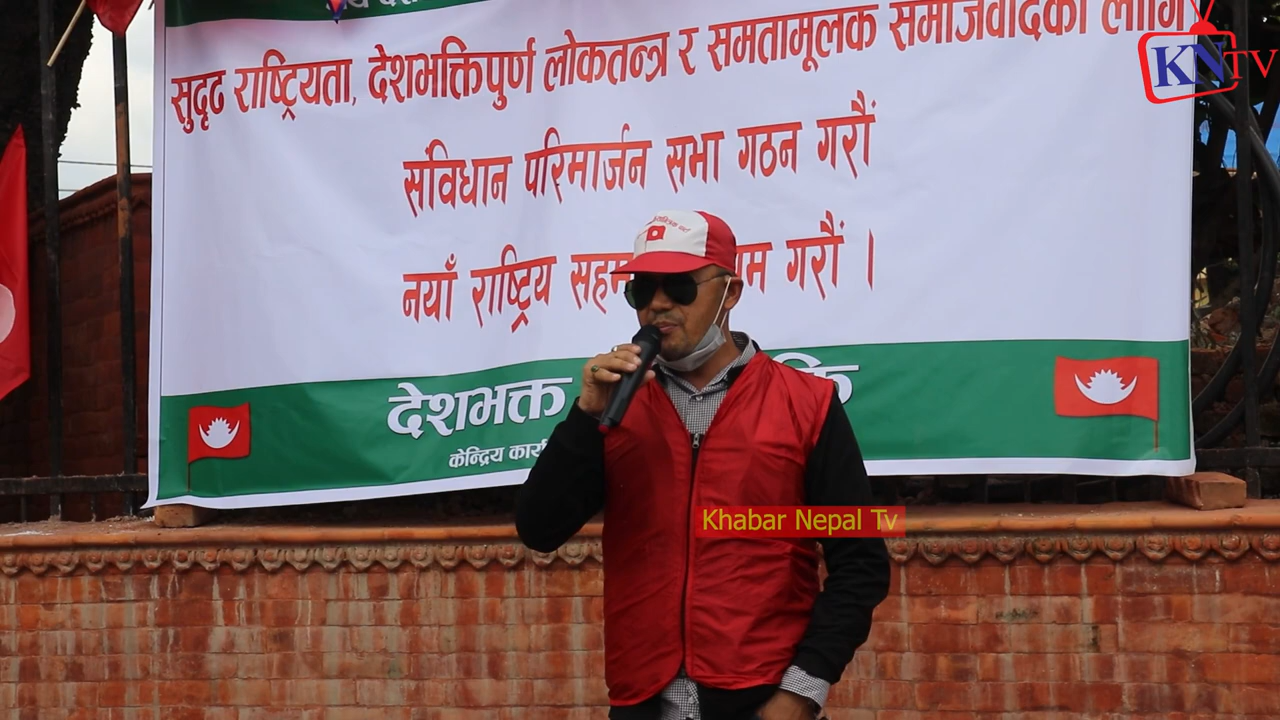 सुदृढ राष्ट्रियता, देशभक्तिपुर्ण लोकतन्त्र र समतामूलक समाजवादका लागि
KNTV
संविधान परिमार्जन सभा गठन गरौं
नयाँ राष्ट्रिय गरौं ।
देशभक्त
केन्द्रिय
Khabar Nepal Tv